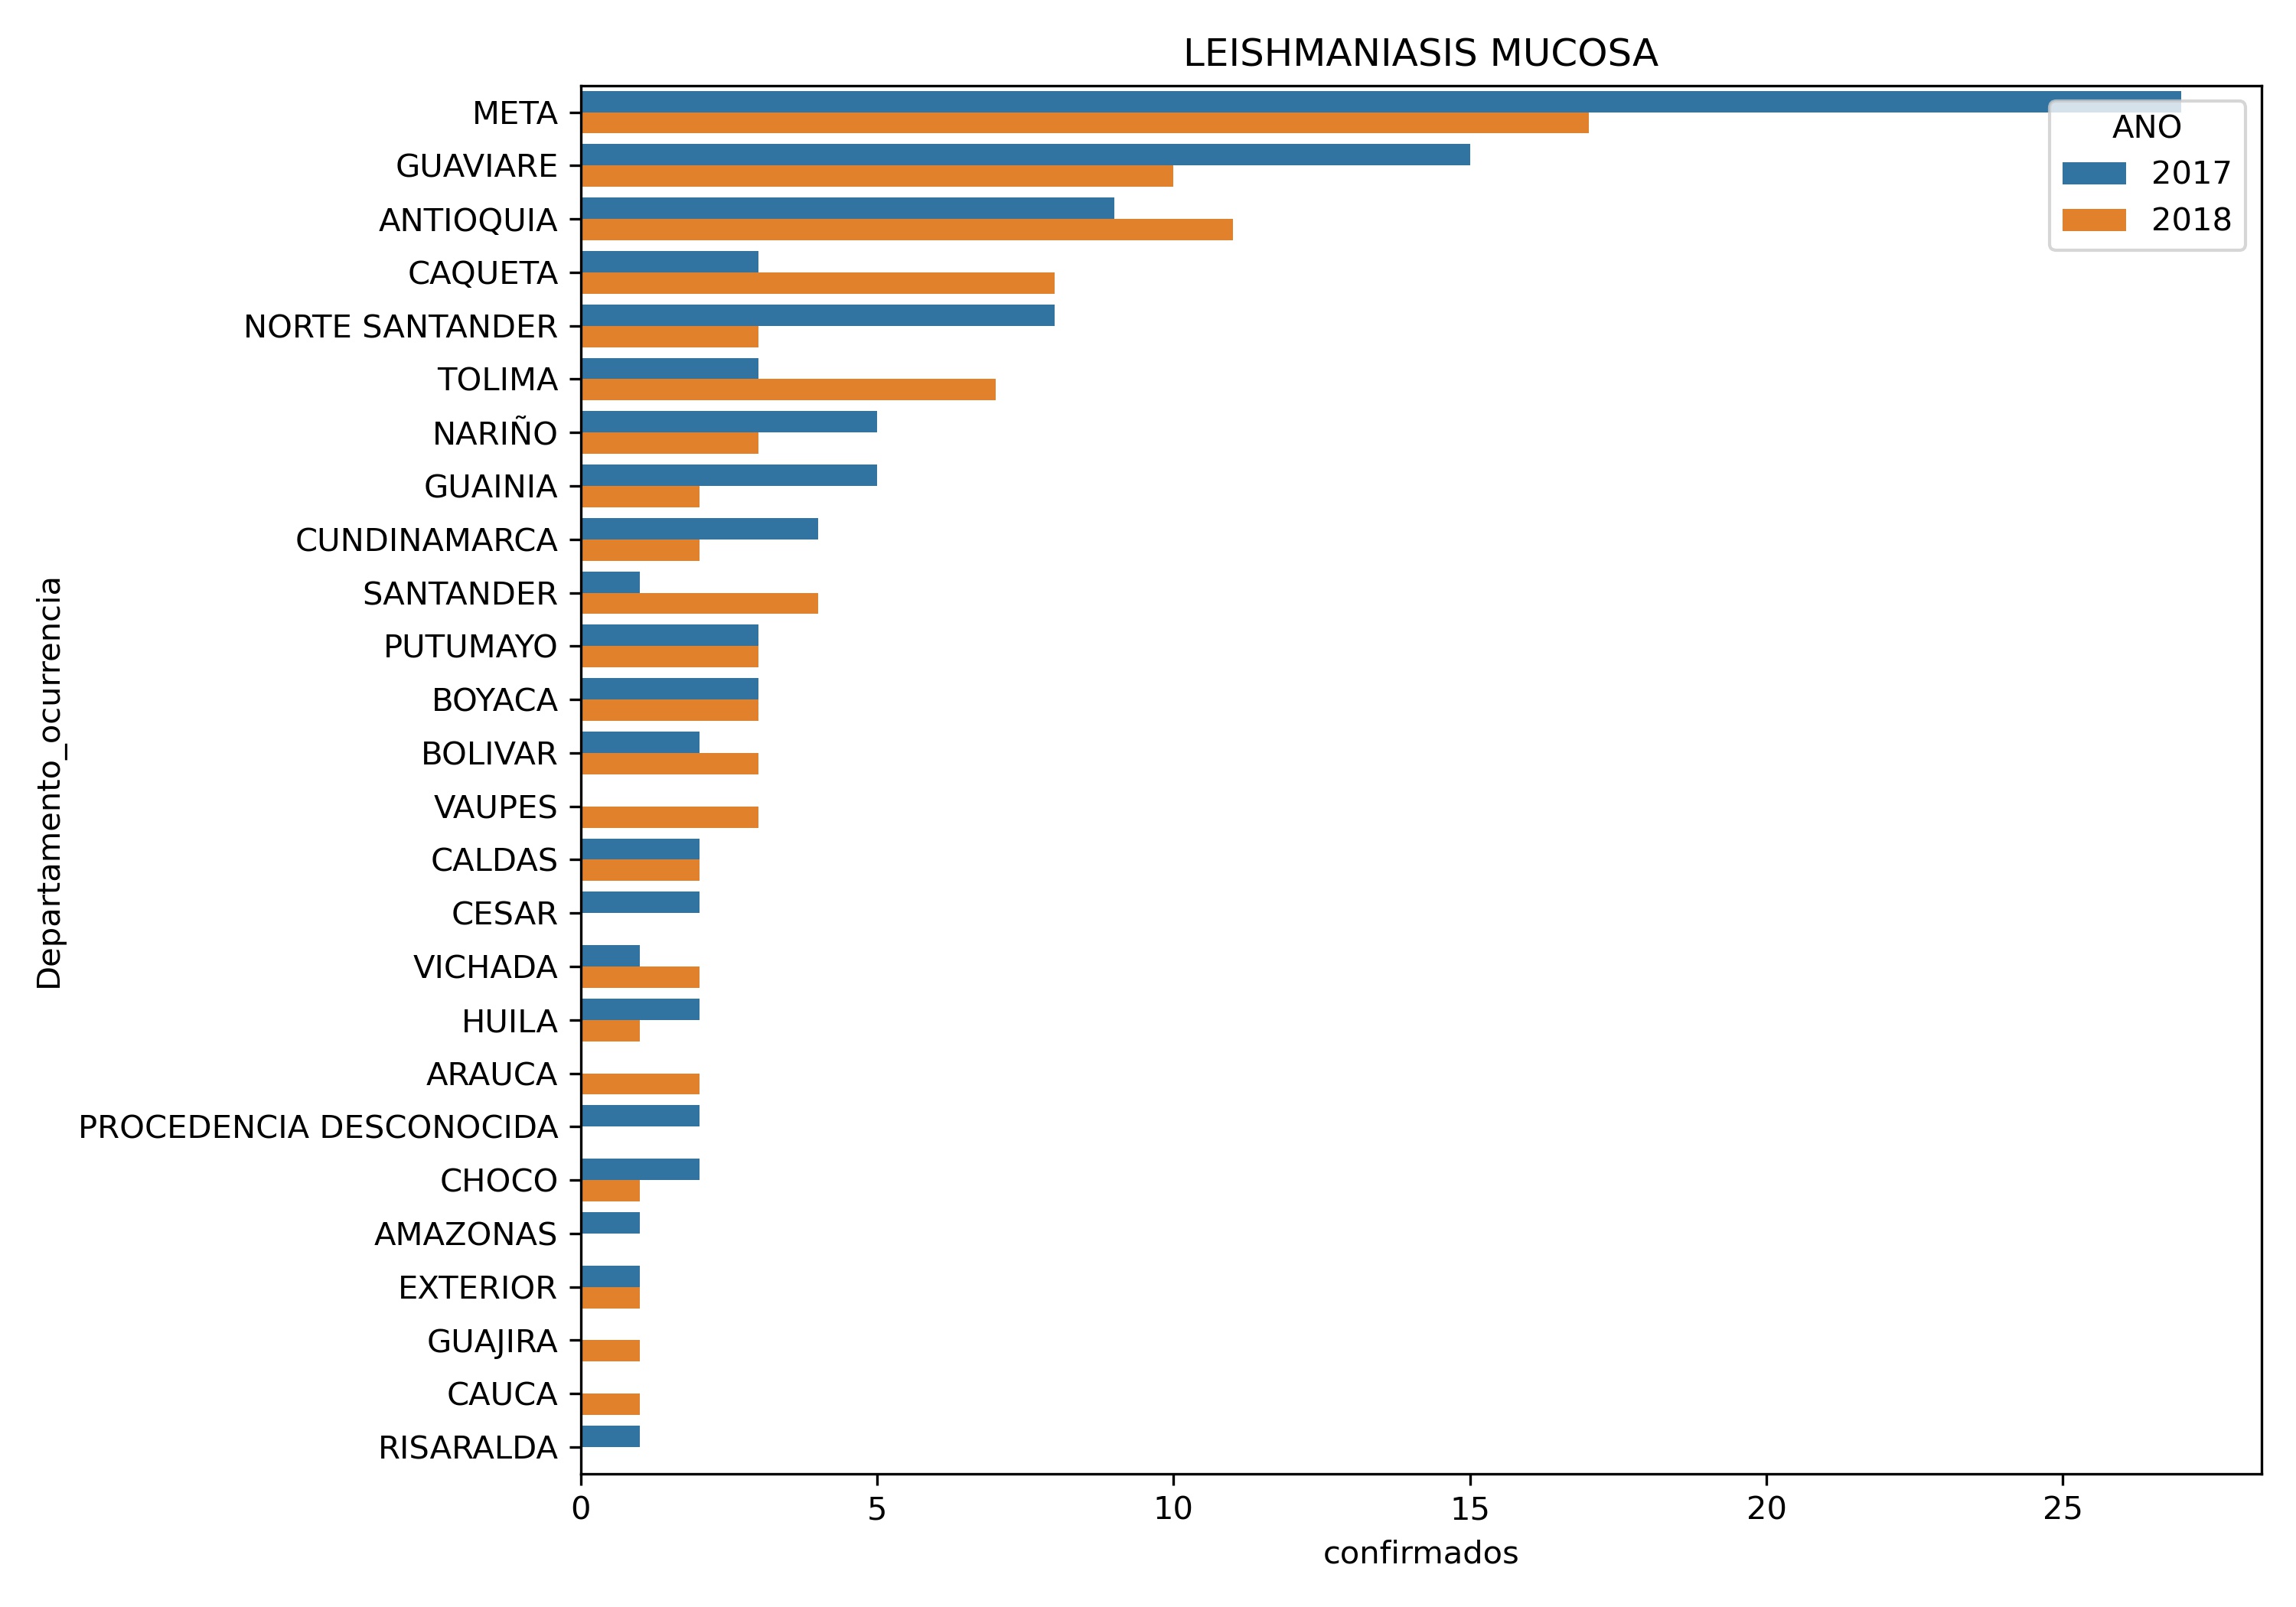 LEISHMANIASIS MUCOSA
META
GUAVIARE
ANTIOQUIA
CAQUETA
NORTE SANTANDER
TOLIMA
NARIÑO
GUAINIA
CUNDINAMARCA
SANTANDER
PUTUMAYO
BOYACA
BOLIVAR
VAUPES
CALDAS
CESAR
VICHADA
HUILA
ARAUCA
PROCEDENCIA DESCONOCIDA
CHOCO
AMAZONAS
EXTERIOR
GUAJIRA
CAUCA
RISARALDA
Departamento_ocurrencia
0 5 10 15 20 25
confirmados
ANO
2017
2018